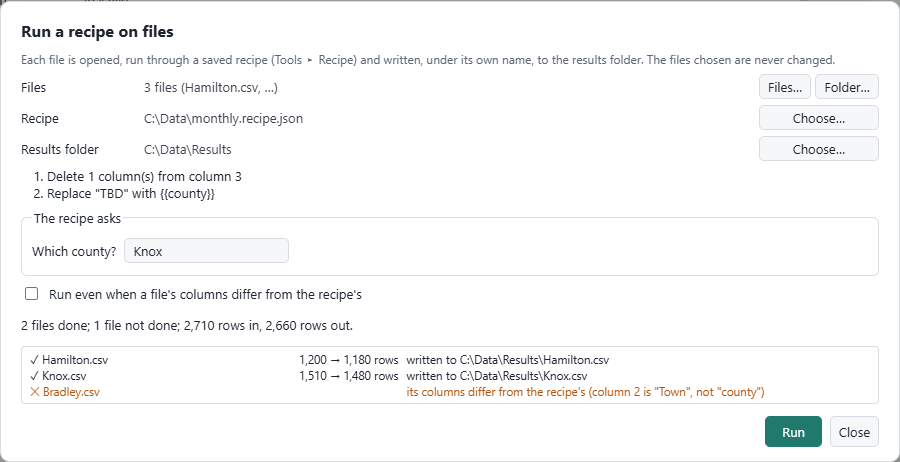 Run a recipe on files
Each file is opened, run through a saved recipe (Tools ▸ Recipe) and written, under its own name, to the results folder. The files chosen are never changed.
Files 3 files (Hamilton.csv, ...) Files... Folder...
Recipe C:\Data\monthly.recipe.json Choose...
Results folder C:\Data\Results Choose...
1. Delete 1 column(s) from column 3
2. Replace "TBD" with {{county}}
The recipe asks
Which county? Knox
Run even when a file's columns differ from the recipe's
2 files done; 1 file not done; 2,710 rows in, 2,660 rows out.
✓ Hamilton.csv 1,200 → 1,180 rows written to C:\Data\Results\Hamilton.csv
✓ Knox.csv 1,510 → 1,480 rows written to C:\Data\Results\Knox.csv
✕ Bradley.csv its columns differ from the recipe's (column 2 is "Town", not "county")
Run Close